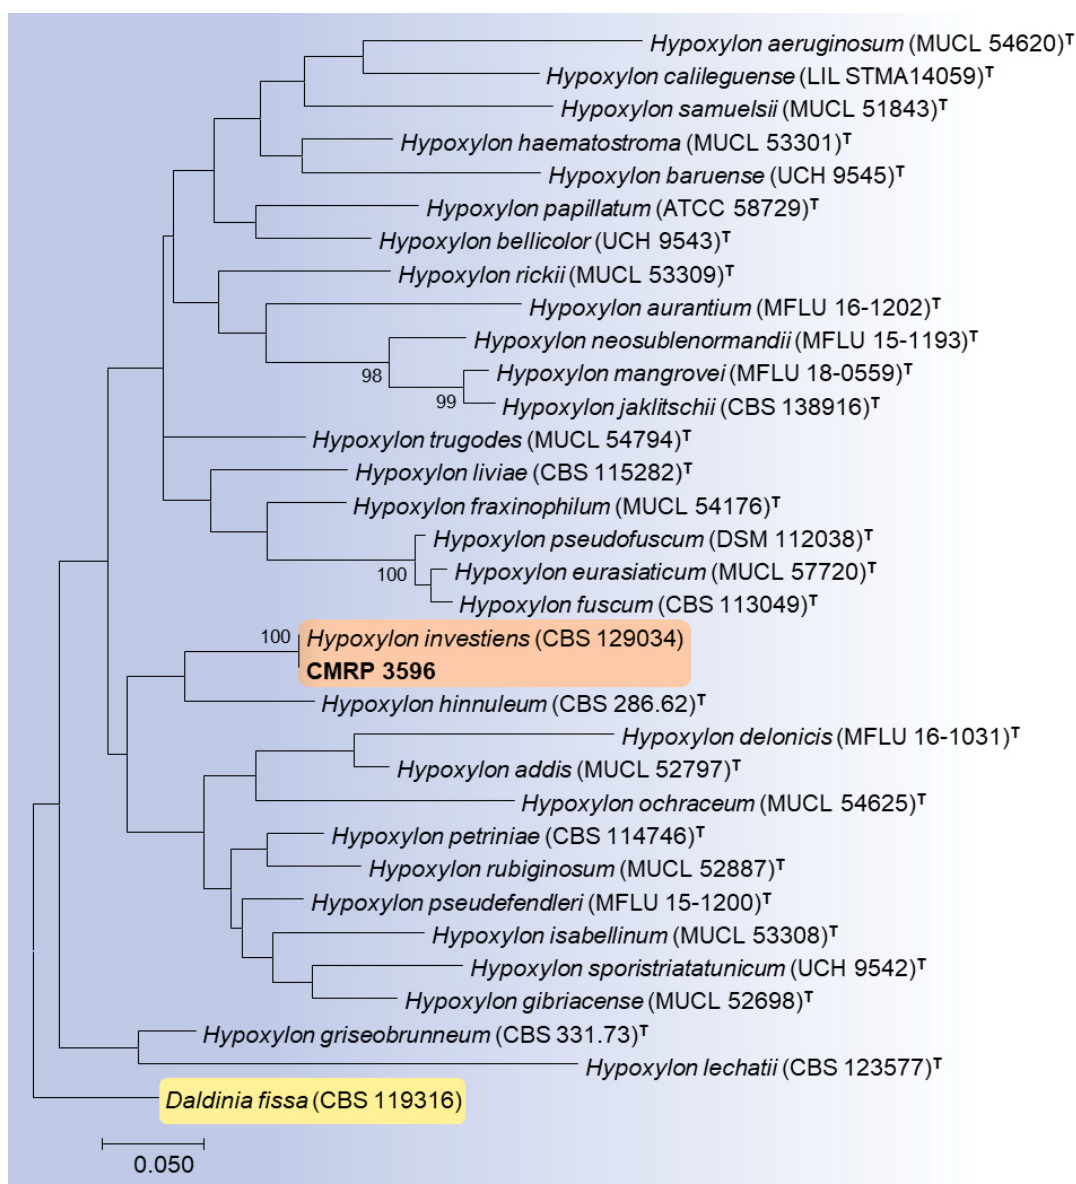 Hypoxylon aeruginosum (MUCL 54620)T
Hypoxylon calileguense (LIL STMA14059)T
Hypoxylon samuelsii (MUCL 51843)T
Hypoxylon haematostroma (MUCL 53301)T
Hypoxylon baruense (UCH 9545)T
Hypoxylon papillatum (ATCC 58729)T
Hypoxylon bellicolor (UCH 9543)T
Hypoxylon rickii (MUCL 53309)T
Hypoxylon aurantium (MFLU 16-1202)T
Hypoxylon neosublenormandii (MFLU 15-1193)T
98
Hypoxylon mangrovei (MFLU 18-0559)T
99
Hypoxylon jaklitschii (CBS 138916)T
Hypoxylon trugodes (MUCL 54794)T
Hypoxylon liviae (CBS 115282)T
Hypoxylon fraxinophilum (MUCL 54176)T
Hypoxylon pseudofuscum (DSM 112038)T
100
Hypoxylon eurasiaticum (MUCL 57720)T
Hypoxylon fuscum (CBS 113049)T
100
Hypoxylon investiens (CBS 129034)
CMRP 3596
Hypoxylon hinnuleum (CBS 286.62)T
Hypoxylon delonicis (MFLU 16-1031)T
Hypoxylon addis (MUCL 52797)T
Hypoxylon ochraceum (MUCL 54625)T
Hypoxylon petriniae (CBS 114746)T
Hypoxylon rubiginosum (MUCL 52887)T
Hypoxylon pseudefendleri (MFLU 15-1200)T
Hypoxylon isabellinum (MUCL 53308)T
Hypoxylon sporistriatatunicum (UCH 9542)T
Hypoxylon gibriacense (MUCL 52698)T
Hypoxylon griseobrunneum (CBS 331.73)T
Hypoxylon lechatii (CBS 123577)T
Daldinia fissa (CBS 119316)
0.050